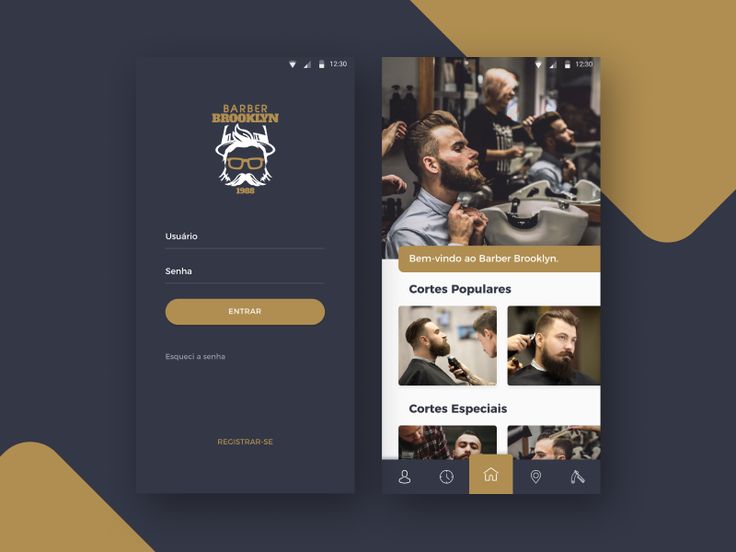 12:30
BARBER
BROOKLYN
1988
Usuário
Senha
ENTRAR
Esqueci a senha
REGISTRAR-SE
12:30
Bem-vindo ao Barber Brooklyn.
Cortes Populares
Cortes Especiais